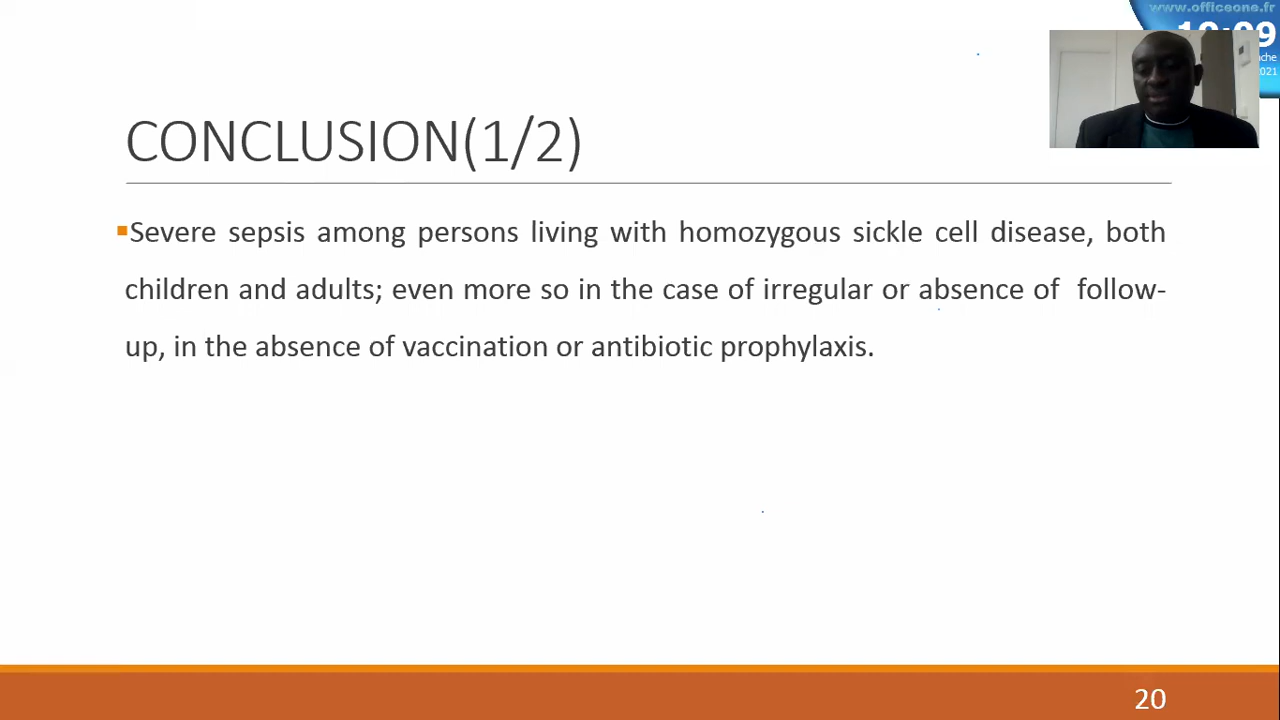 www.officeone.fr
CONCLUSION(1/2)
Severe sepsis among persons living with homozygous sickle cell disease, both
children and adults; even more so in the case of irregular or absence of follow-
up, in the absence of vaccination or antibiotic prophylaxis.
20